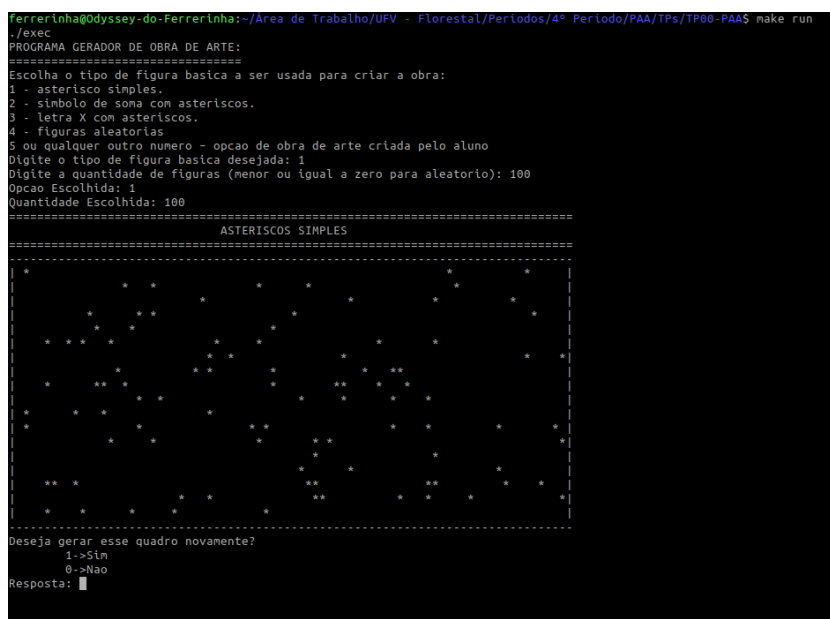 ferrerinha@Odyssey-do-Ferrerinha:~/Área de Trabalho/UFV - Florestal/Periodos/4º Periodo/PAA/TPs/TP00-PAA$ make run
./exec
PROGRAMA GERADOR DE OBRA DE ARTE:
=================================
Escolha o tipo de figura basica a ser usada para criar a obra:
1 - asterisco simples.
2 - simbolo de soma com asteriscos.
3 - letra X com asteriscos.
4 - figuras aleatorias
5 ou qualquer outro numero – opcao de obra de arte criada pelo aluno
Digite o tipo de figura basica desejada: 1
Digite a quantidade de figuras (menor ou igual a zero para aleatorio): 100
Opcao Escolhida: 1
Quantidade Escolhida: 100
================================================================================
ASTERISCOS SIMPLES
================================================================================
Deseja gerar esse quadro novamente?
1->Sim
0->Nao
Resposta: